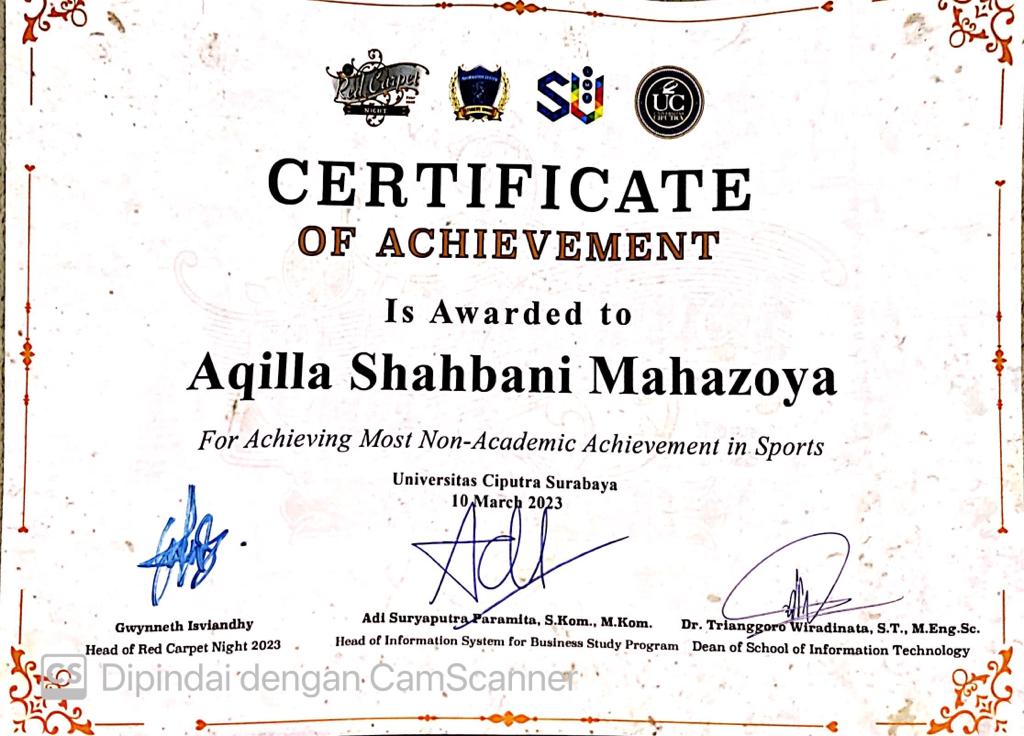 Red Carpet
NIGHT
SU
UC
UNIVERSITAS
CIPUTRA
CERTIFICATE
OF ACHIEVEMENT
Is Awarded to
Aqilla Shahbani Mahazoya
For Achieving Most Non-Academic Achievement in Sports
Universitas Ciputra Surabaya
10 March 2023
Gwynneth Isviandhy
Head of Red Carpet Night 2023
Adi Suryaputra Paramita, S.Kom., M.Kom.
Head of Information System for Business Study Program
Dr. Trianggoro Wiradinata, S.T., M.Eng.Sc.
Dean of School of Information Technology
CS Dipindai dengan CamScanner